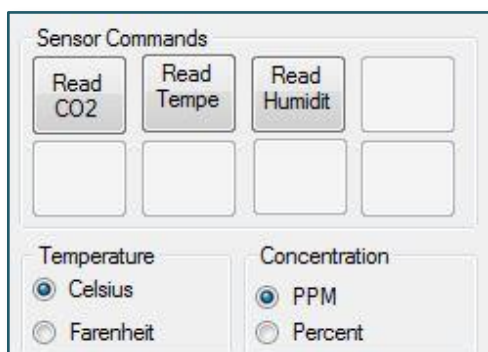 Sensor Commands
Read
CO2
Read
Tempe
Read
Humidit
Temperature
Celsius
Farenheit
Concentration
PPM
Percent